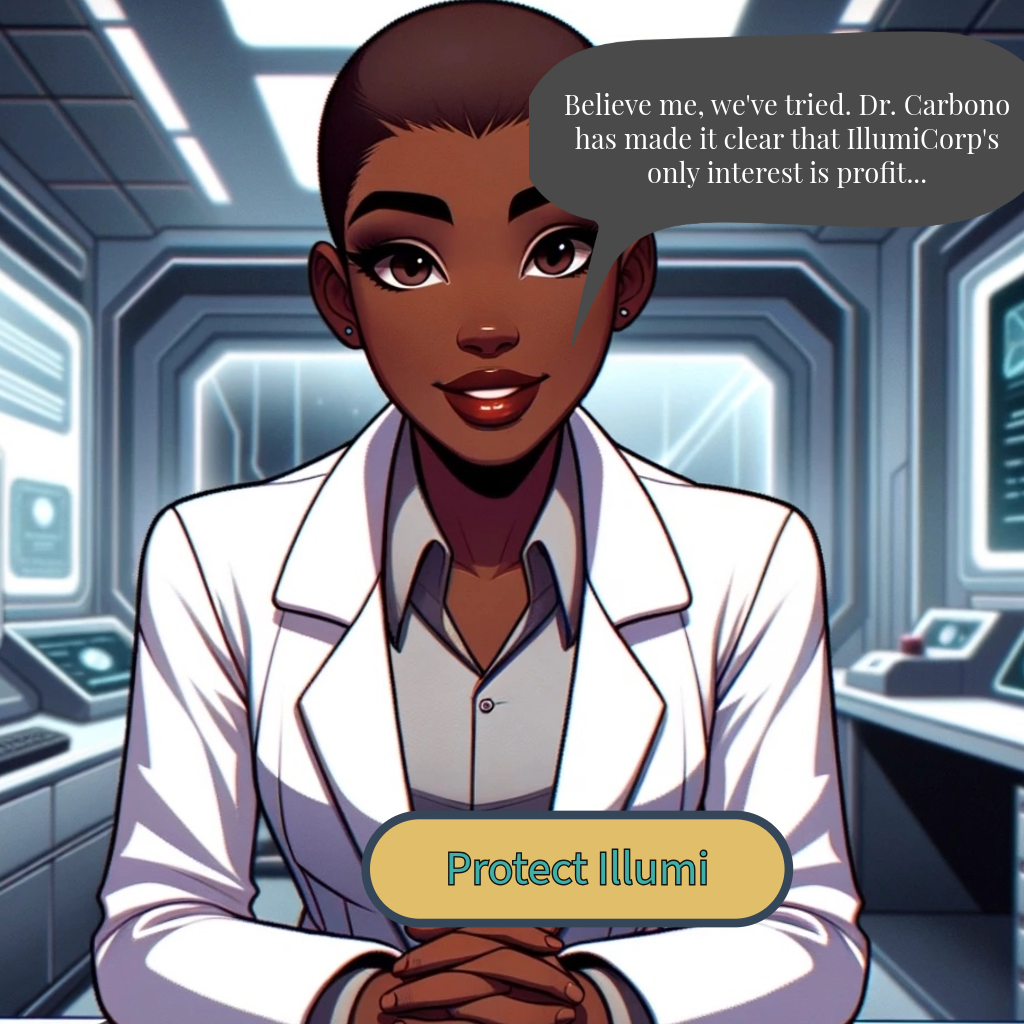 Believe me, we've tried. Dr. Carbono
has made it clear that IllumiCorp's
only interest is profit...
Protect Illumi